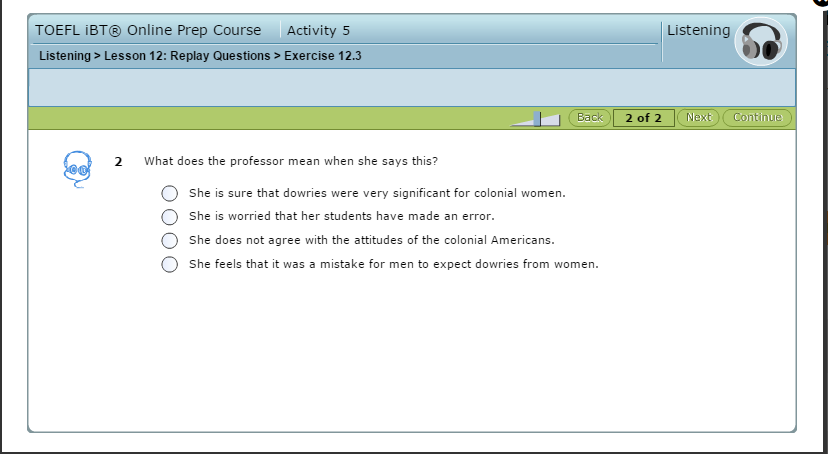 TOEFL iBT® Online Prep Course Activity 5 Listening
Listening > Lesson 12: Replay Questions > Exercise 12.3
Back 2 of 2 Next Continue
2 What does the professor mean when she says this?
She is sure that dowries were very significant for colonial women.
She is worried that her students have made an error.
She does not agree with the attitudes of the colonial Americans.
She feels that it was a mistake for men to expect dowries from women.